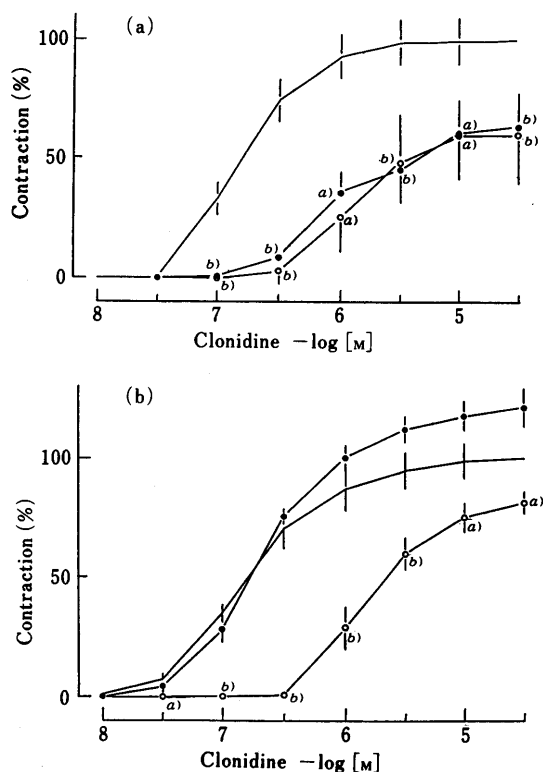 (a)
100
Contraction (%)
50
0
b)
b)
b)
b)
a)
a)
b)
b)
a)
a)
b)
b)
8 7 6 5
Clonidine −log [M]
(b)
100
Contraction (%)
50
0
a)
b)
b)
b)
b)
a)
a)
8 7 6 5
Clonidine −log [M]